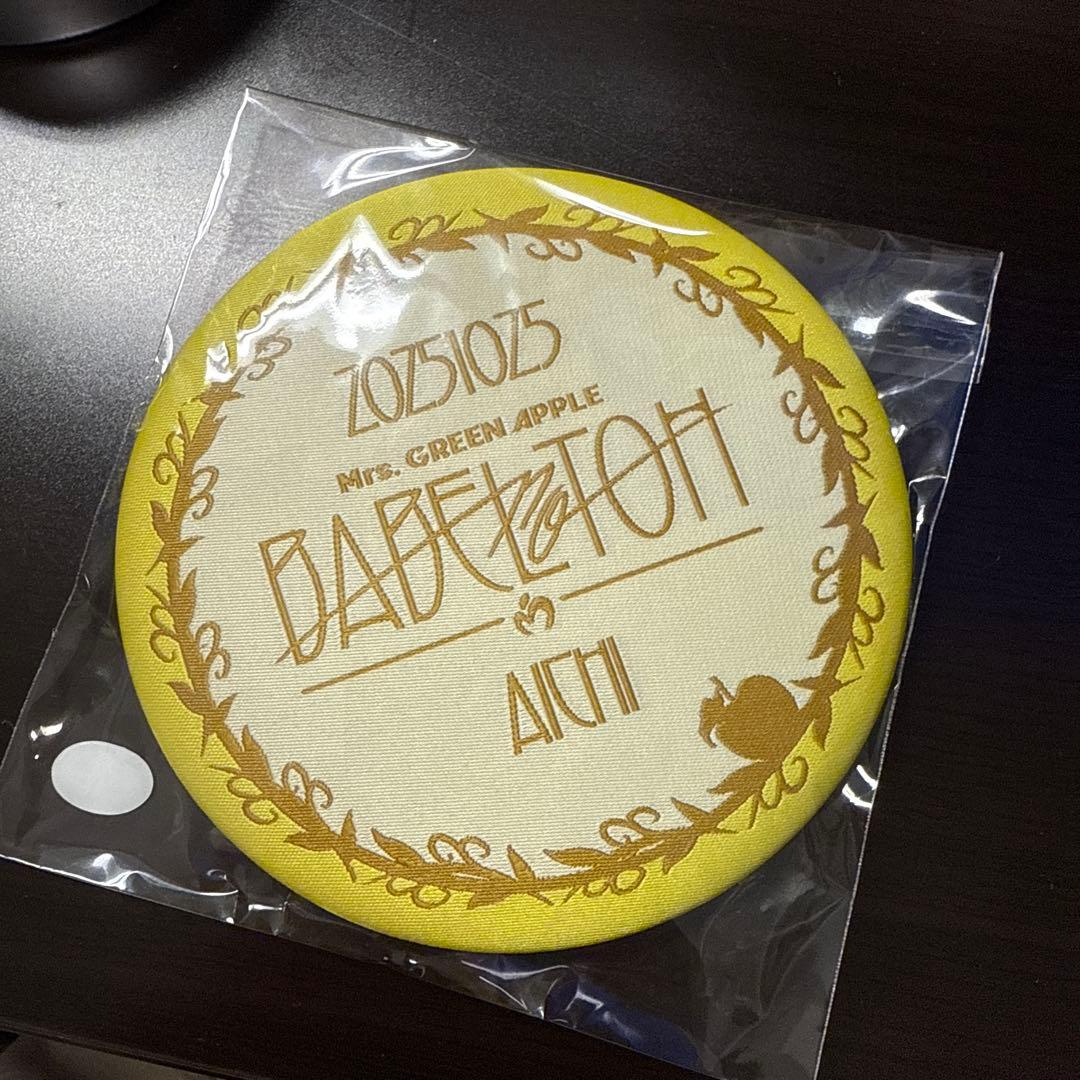 20251025
Mrs. GREEN APPLE
BABEL no TOH
AICHI